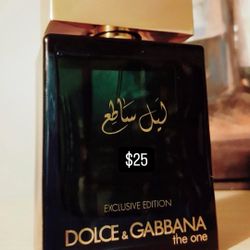 ليل ساطع
$25
EXCLUSIVE EDITION
DOLCE & GABBANA
the one